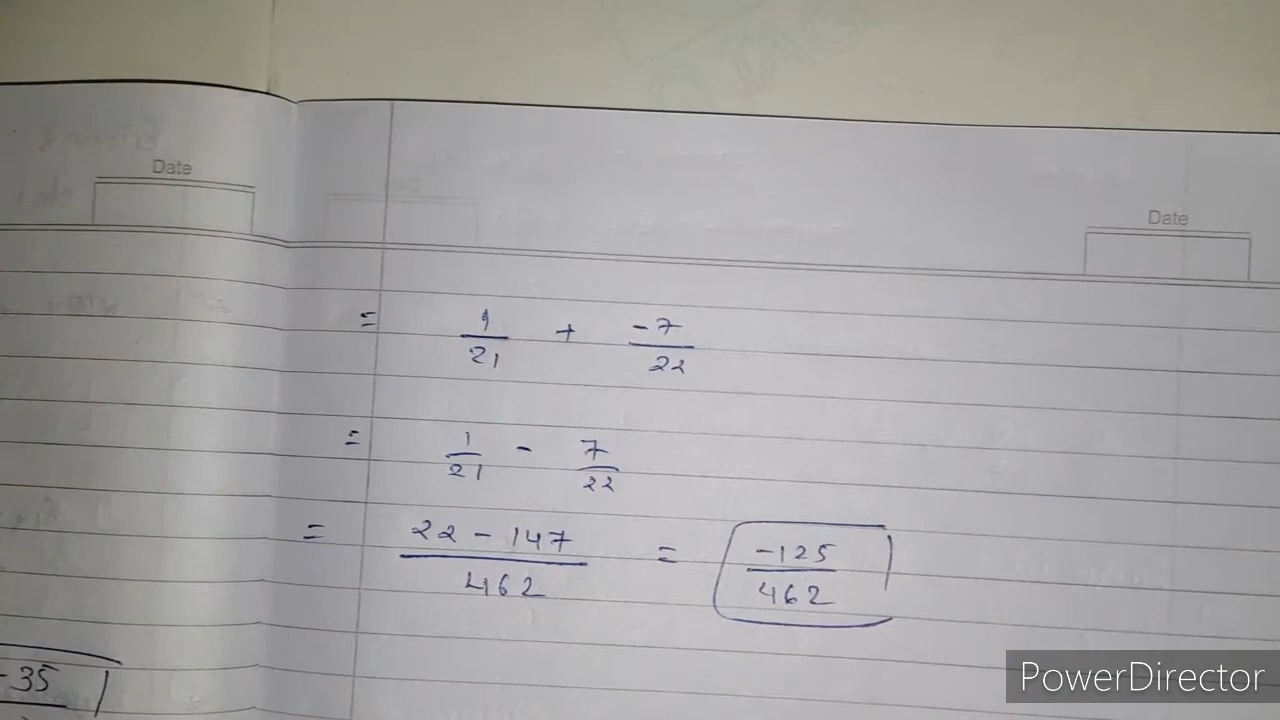 Date
Date
= 1/21 + -7/22
= 1/21 - 7/22
= 22 - 147/462 = -125/462
-35
PowerDirector